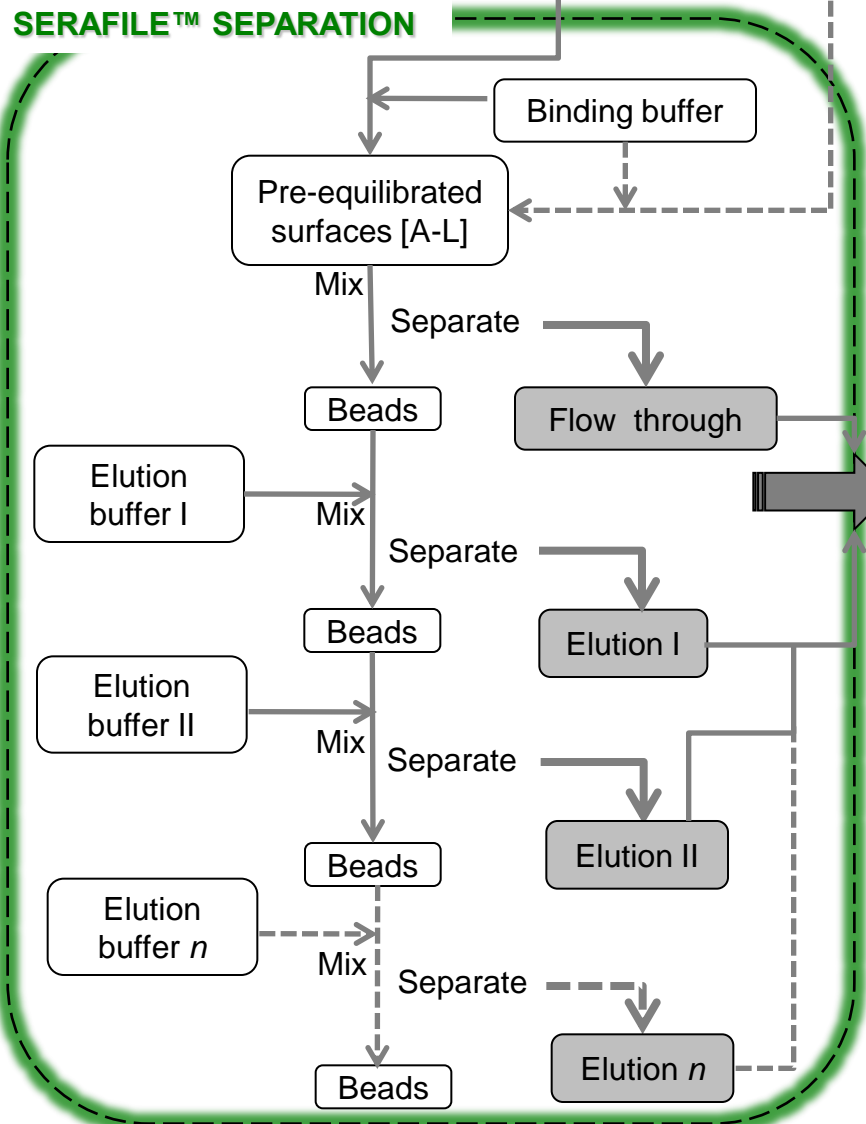 SERAFILE™ SEPARATION
Binding buffer
Pre-equilibrated
surfaces [A-L]
Mix
Separate
Beads
Flow through
Elution
buffer I
Mix
Separate
Beads
Elution I
Elution
buffer II
Mix
Separate
Beads
Elution II
Elution
buffer n
Mix
Separate
Elution n
Beads